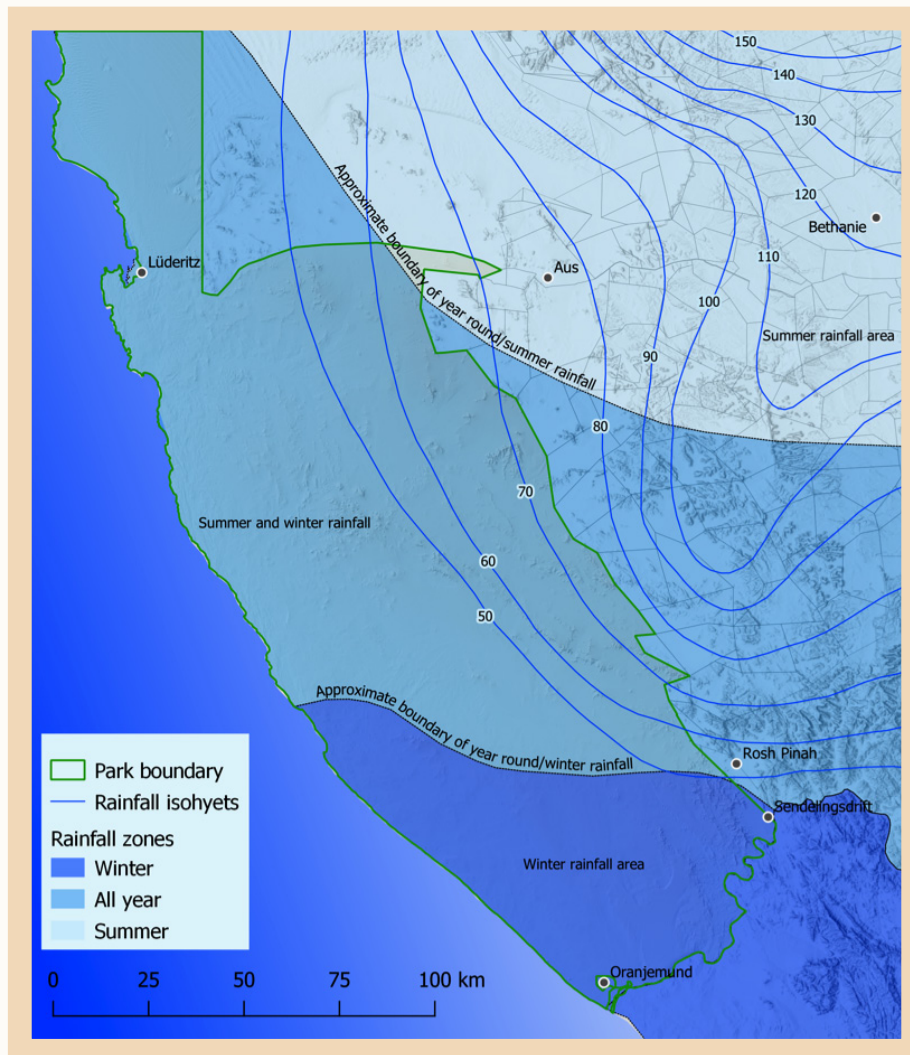 150
140
130
120
Bethanie
Approximate boundary of year round/summer rainfall
Lüderitz
Aus
110
100
Summer rainfall area
90
80
70
Summer and winter rainfall
60
50
Approximate boundary of year round/winter rainfall
Rosh Pinah
Sendelingsdrift
Winter rainfall area
Oranjemund
Park boundary
Rainfall isohyets
Rainfall zones
Winter
All year
Summer
0 25 50 75 100 km